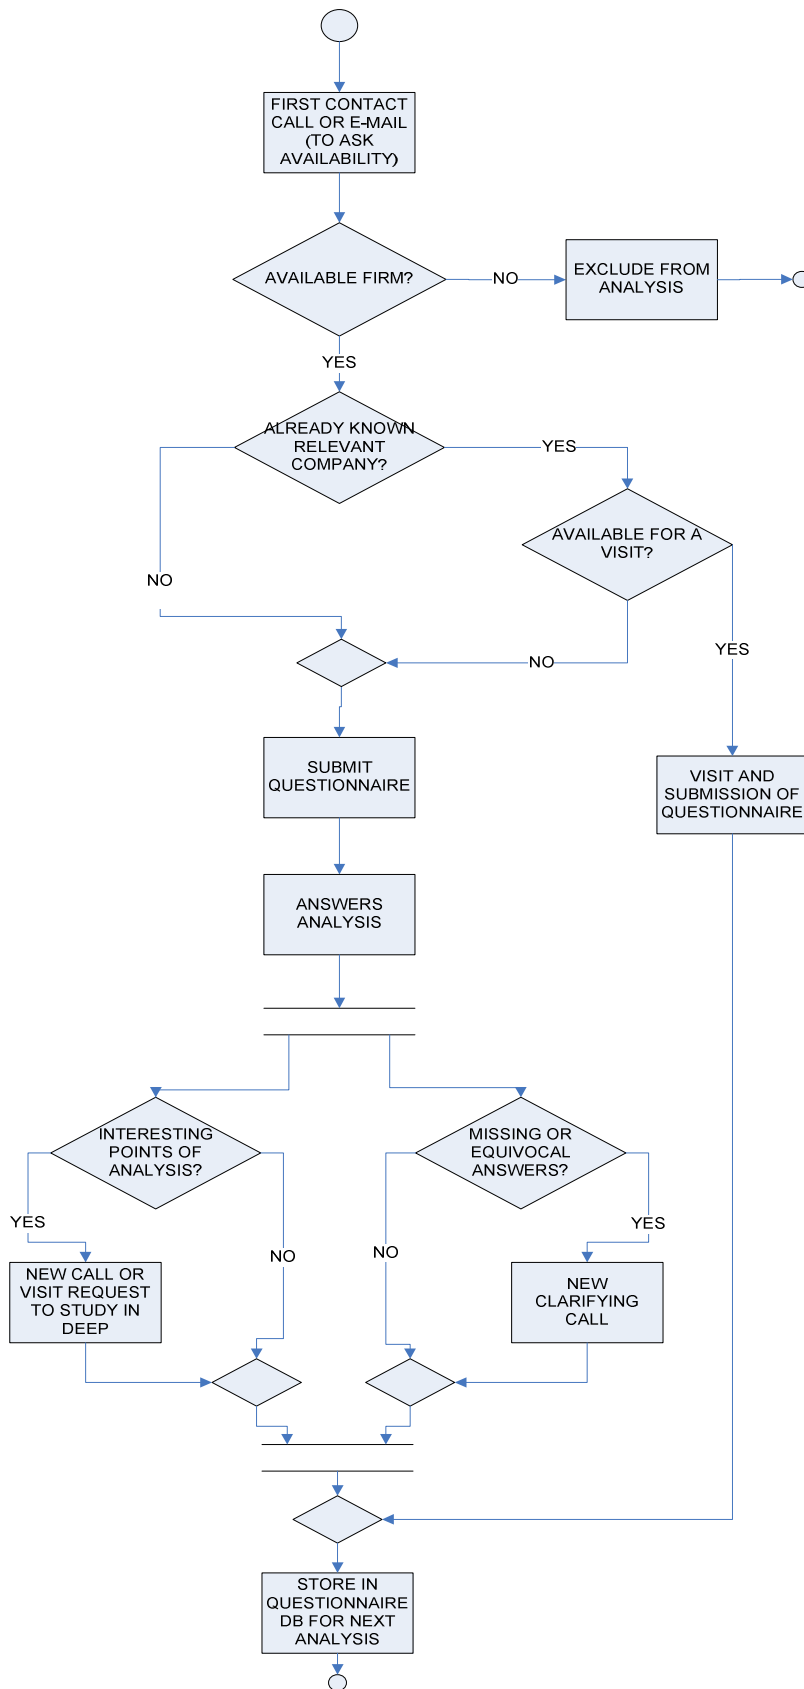 FIRST CONTACT
CALL OR E-MAIL
(TO ASK
AVAILABILITY)
AVAILABLE FIRM?
NO
EXCLUDE FROM
ANALYSIS
YES
ALREADY KNOWN
RELEVANT
COMPANY?
YES
AVAILABLE FOR A
VISIT?
NO
NO
YES
SUBMIT
QUESTIONNAIRE
VISIT AND
SUBMISSION OF
QUESTIONNAIRE
ANSWERS
ANALYSIS
INTERESTING
POINTS OF
ANALYSIS?
MISSING OR
EQUIVOCAL
ANSWERS?
YES
NO
NO
YES
NEW CALL OR
VISIT REQUEST
TO STUDY IN
DEEP
NEW
CLARIFYING
CALL
STORE IN
QUESTIONNAIRE
DB FOR NEXT
ANALYSIS